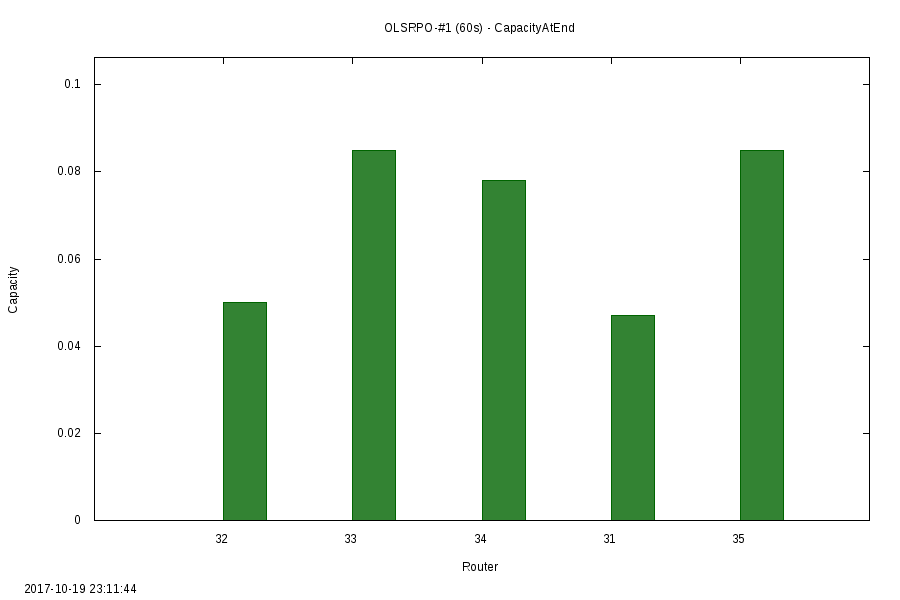 OLSRPO-#1 (60s) - CapacityAtEnd
0.1
0.08
0.06
0.04
0.02
0
Capacity
32 33 34 31 35
Router
2017-10-19 23:11:44